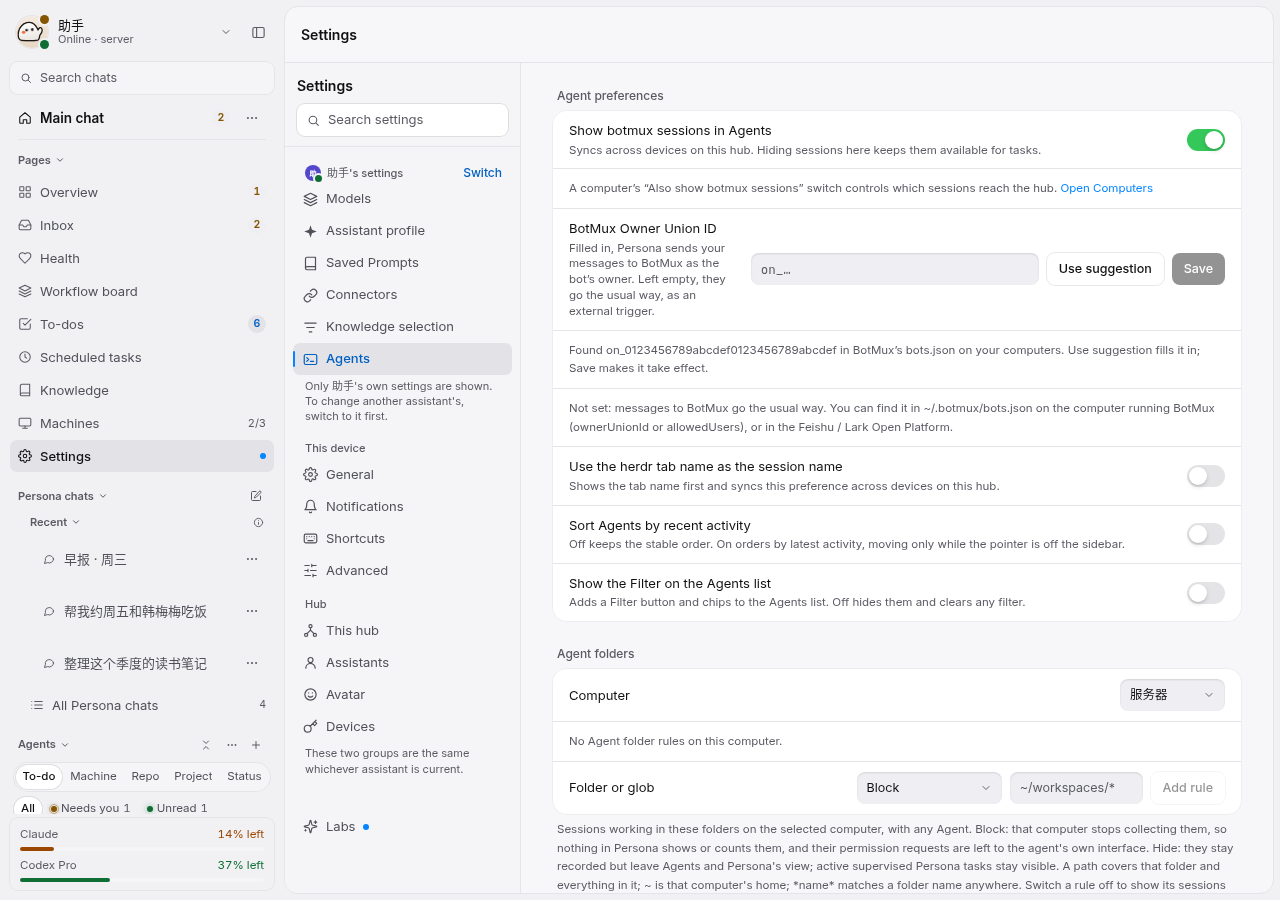 助手
Online · server
Search chats
Main chat
2
Pages
Overview
1
Inbox
2
Health
Workflow board
To-dos
6
Scheduled tasks
Knowledge
Machines
2/3
Settings
Persona chats
Recent
早报 · 周三
帮我约周五和韩梅梅吃饭
整理这个季度的读书笔记
All Persona chats
4
Agents
To-do Machine Repo Project Status
All Needs you 1 Unread 1
Claude 14% left
Codex Pro 37% left
Settings
Settings
Search settings
助手's settings Switch
Models
Assistant profile
Saved Prompts
Connectors
Knowledge selection
Agents
Only 助手's own settings are shown.
To change another assistant's,
switch to it first.
This device
General
Notifications
Shortcuts
Advanced
Hub
This hub
Assistants
Avatar
Devices
These two groups are the same
whichever assistant is current.
Labs
Agent preferences
Show botmux sessions in Agents
Syncs across devices on this hub. Hiding sessions here keeps them available for tasks.
A computer’s “Also show botmux sessions” switch controls which sessions reach the hub. Open Computers
BotMux Owner Union ID
Filled in, Persona sends your
messages to BotMux as the
bot’s owner. Left empty, they
go the usual way, as an
external trigger.
on_…
Use suggestion
Save
Found on_0123456789abcdef0123456789abcdef in BotMux’s bots.json on your computers. Use suggestion fills it in;
Save makes it take effect.
Not set: messages to BotMux go the usual way. You can find it in ~/.botmux/bots.json on the computer running BotMux
(ownerUnionId or allowedUsers), or in the Feishu / Lark Open Platform.
Use the herdr tab name as the session name
Shows the tab name first and syncs this preference across devices on this hub.
Sort Agents by recent activity
Off keeps the stable order. On orders by latest activity, moving only while the pointer is off the sidebar.
Show the Filter on the Agents list
Adds a Filter button and chips to the Agents list. Off hides them and clears any filter.
Agent folders
Computer
服务器
No Agent folder rules on this computer.
Folder or glob
Block
~/workspaces/*
Add rule
Sessions working in these folders on the selected computer, with any Agent. Block: that computer stops collecting them, so
nothing in Persona shows or counts them, and their permission requests are left to the agent's own interface. Hide: they stay
recorded but leave Agents and Persona's view; active supervised Persona tasks stay visible. A path covers that folder and
everything in it; ~ is that computer's home; *name* matches a folder name anywhere. Switch a rule off to show its sessions